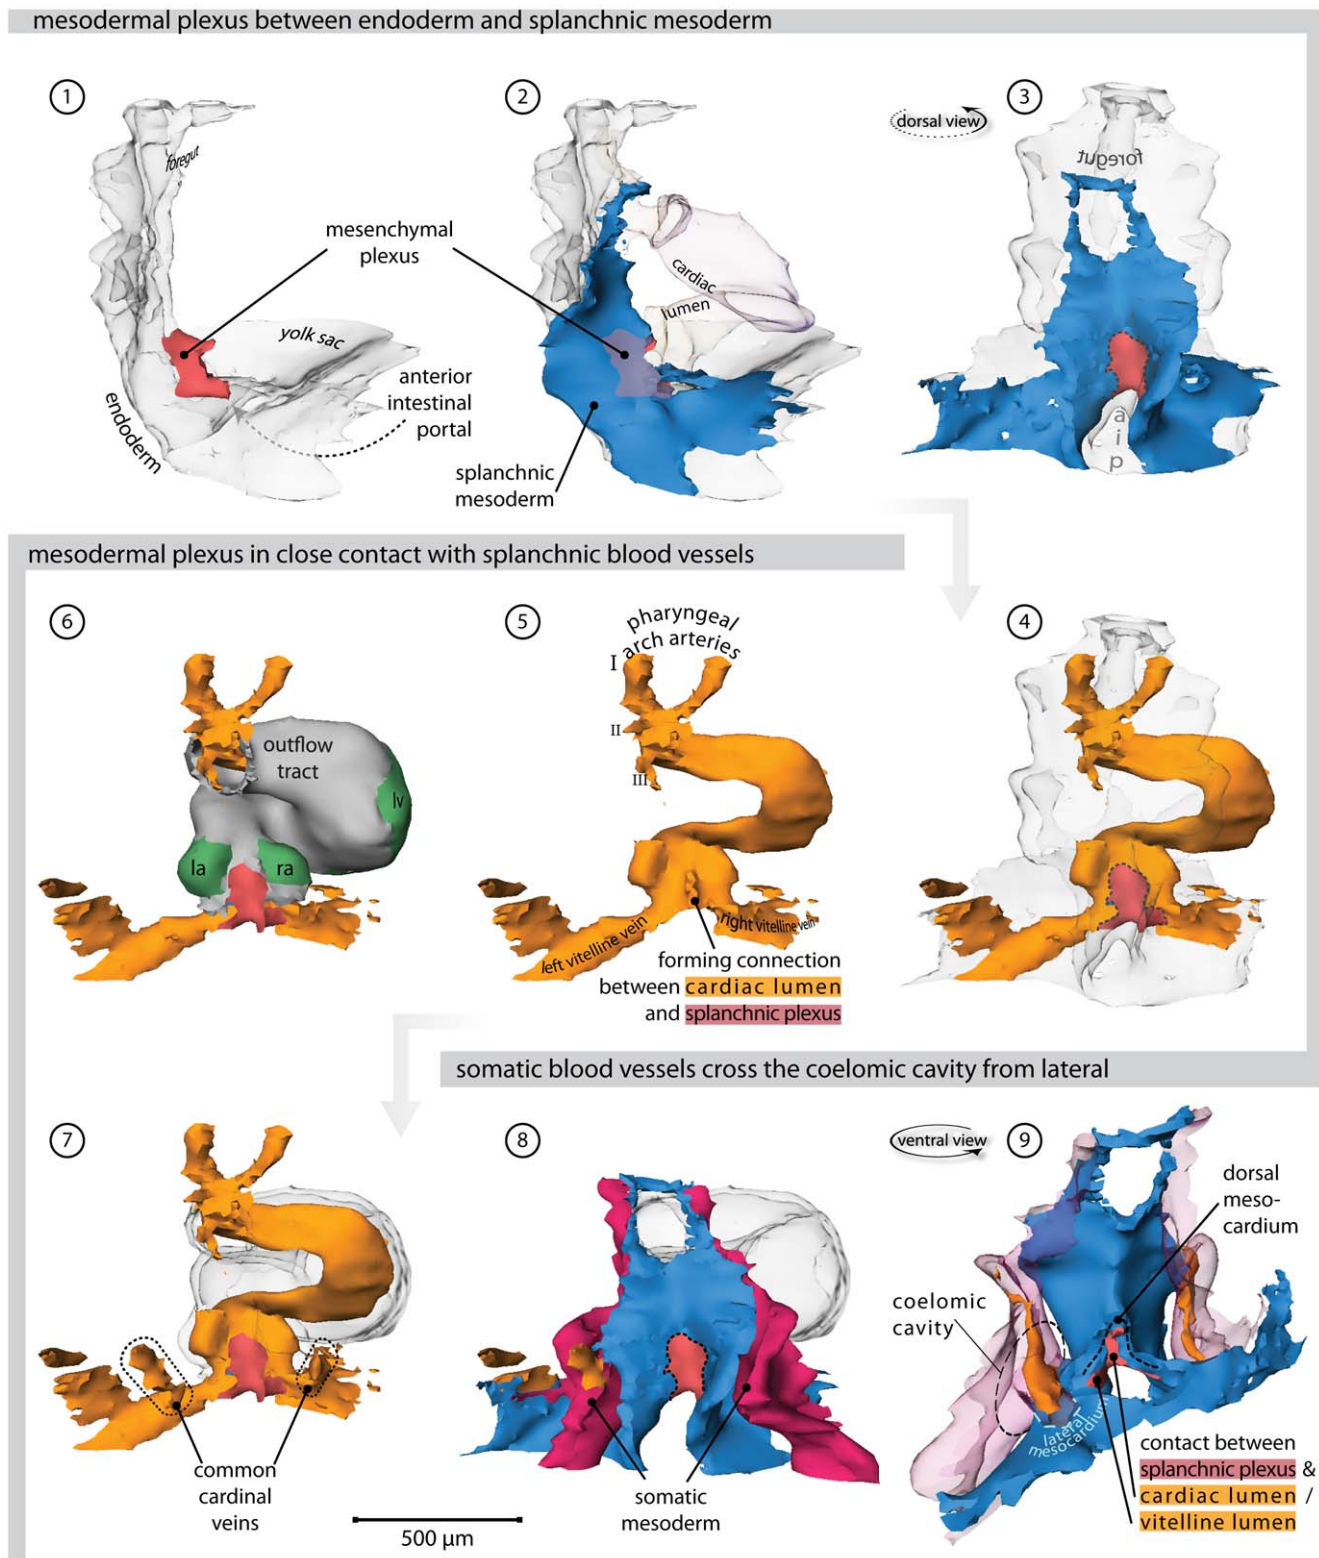 mesodermal plexus between endoderm and splanchnic mesoderm
1
foregut
mesenchymal
plexus
yolk sac
anterior
intestinal
portal
endoderm
2
cardiac
lumen
splanchnic
mesoderm
dorsal view
3
foregut
a
i
p
mesodermal plexus in close contact with splanchnic blood vessels
6
outflow
tract
lv
la
ra
5
pharyngeal
arch arteries
I
II
III
left vitelline vein
right vitelline vein
forming connection
between cardiac lumen
and splanchnic plexus
4
somatic blood vessels cross the coelomic cavity from lateral
7
common
cardinal
veins
500 µm
8
somatic
mesoderm
ventral view
9
dorsal
meso-
cardium
coelomic
cavity
lateral
mesocardium
contact between
splanchnic plexus &
cardiac lumen /
vitelline lumen